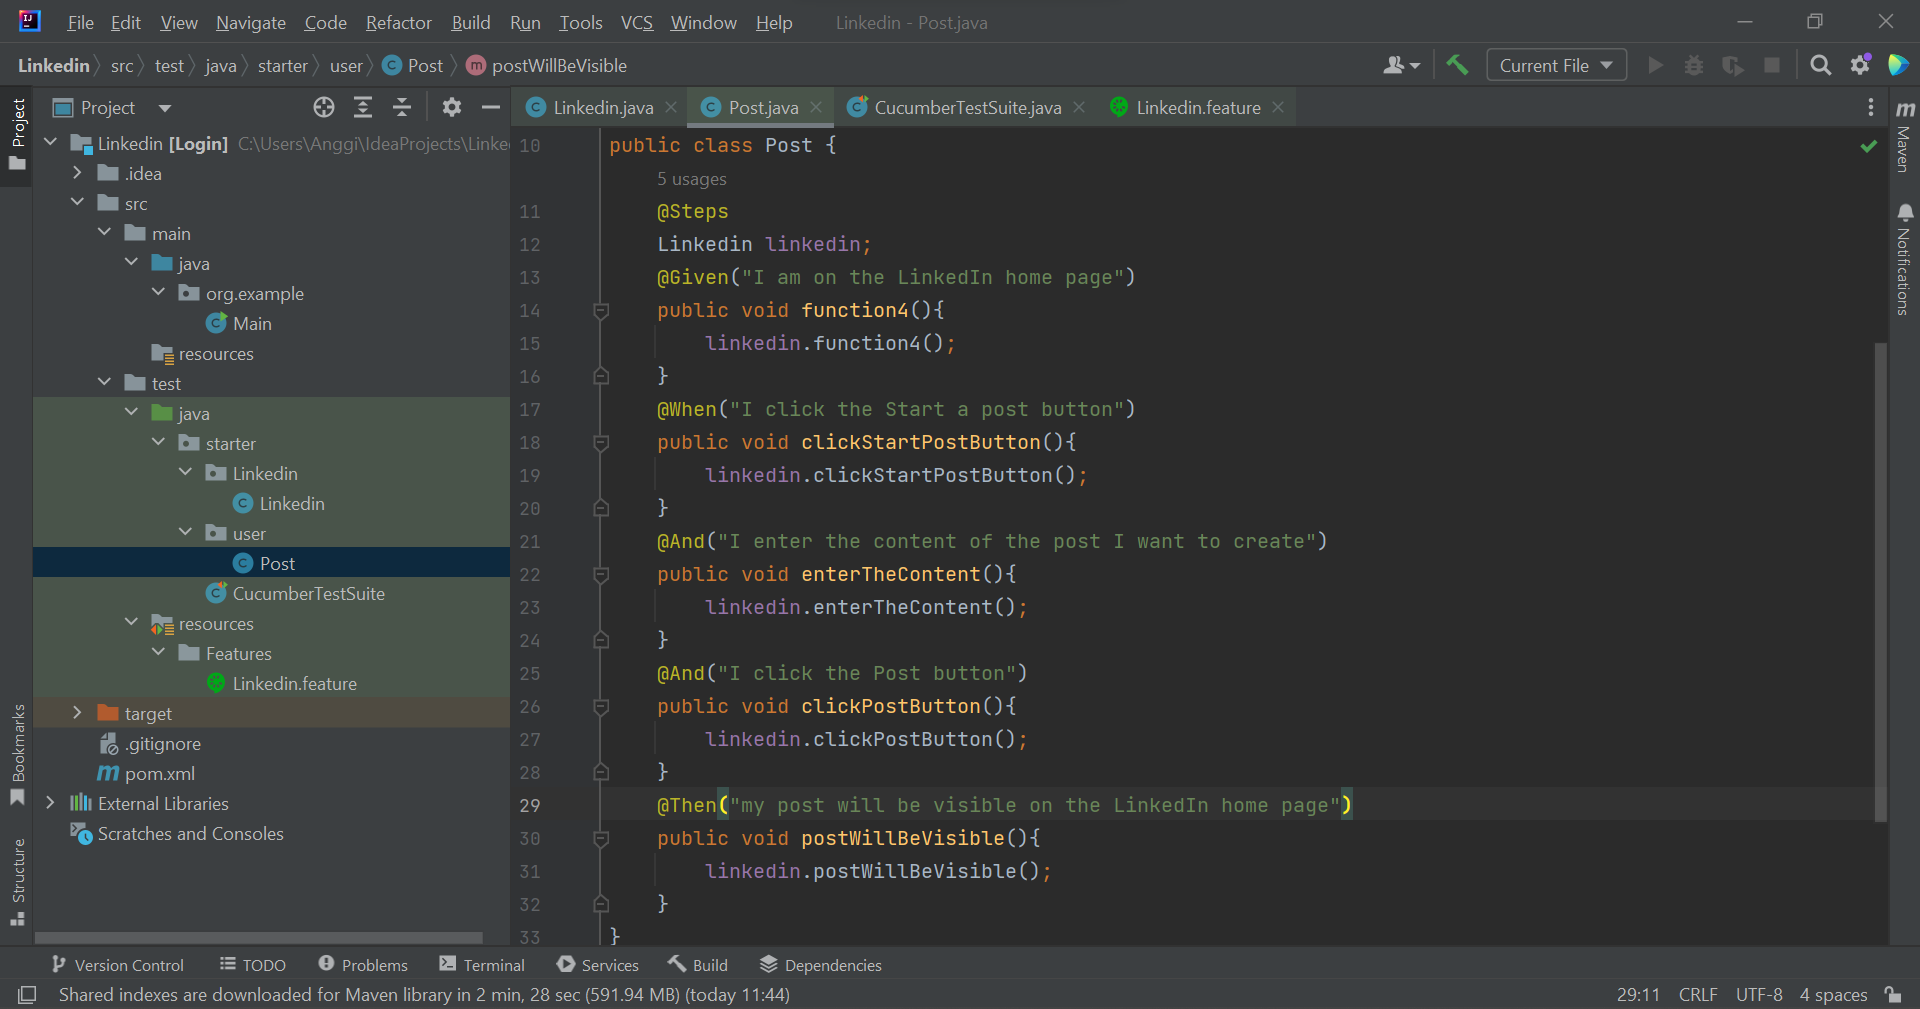 File Edit View Navigate Code Refactor Build Run Tools VCS Window Help Linkedin - Post.java
Linkedin src test java starter user Post postWillBeVisible Current File
Project
Project
Linkedin.java Post.java CucumberTestSuite.java Linkedin.feature
Linkedin [Login] C:\Users\Anggi\IdeaProjects\Linke
.idea
src
main
java
org.example
Main
resources
test
java
starter
Linkedin
Linkedin
user
Post
CucumberTestSuite
resources
Features
Linkedin.feature
target
.gitignore
pom.xml
External Libraries
Scratches and Consoles
Bookmarks
Structure
10 public class Post {
5 usages
11 @Steps
12 Linkedin linkedin;
13 @Given("I am on the LinkedIn home page")
14 public void function4(){
15 linkedin.function4();
16 }
17 @When("I click the Start a post button")
18 public void clickStartPostButton(){
19 linkedin.clickStartPostButton();
20 }
21 @And("I enter the content of the post I want to create")
22 public void enterTheContent(){
23 linkedin.enterTheContent();
24 }
25 @And("I click the Post button")
26 public void clickPostButton(){
27 linkedin.clickPostButton();
28 }
29 @Then("my post will be visible on the LinkedIn home page")
30 public void postWillBeVisible(){
31 linkedin.postWillBeVisible();
32 }
33 }
Maven
Notifications
Version Control TODO Problems Terminal Services Build Dependencies
Shared indexes are downloaded for Maven library in 2 min, 28 sec (591.94 MB) (today 11:44) 29:11 CRLF UTF-8 4 spaces